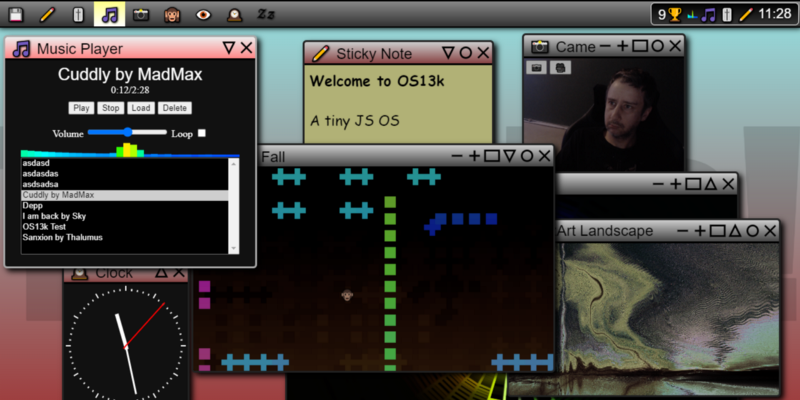 9
11:28
Music Player
Cuddly by MadMax
0:12/2:28
Play Stop Load Delete
Volume Loop
asdasd
asdasdas
asdsadsa
Cuddly by MadMax
Depp
I am back by Sky
OS13k Test
Sanxion by Thalumus
Sticky Note
Welcome to OS13k
A tiny JS OS
Came
Fall
Art Landscape
Clock